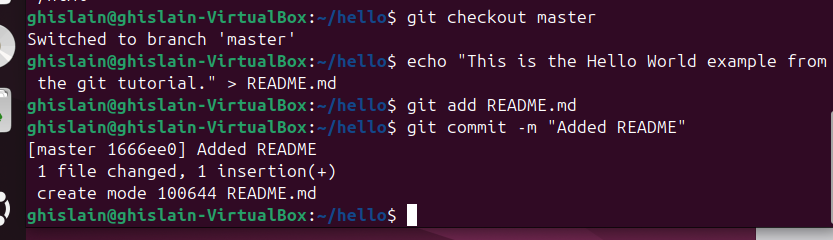 ghislain@ghislain-VirtualBox:~/hello$ git checkout master
Switched to branch 'master'
ghislain@ghislain-VirtualBox:~/hello$ echo "This is the Hello World example from
 the git tutorial." > README.md
ghislain@ghislain-VirtualBox:~/hello$ git add README.md
ghislain@ghislain-VirtualBox:~/hello$ git commit -m "Added README"
[master 1666ee0] Added README
 1 file changed, 1 insertion(+)
 create mode 100644 README.md
ghislain@ghislain-VirtualBox:~/hello$